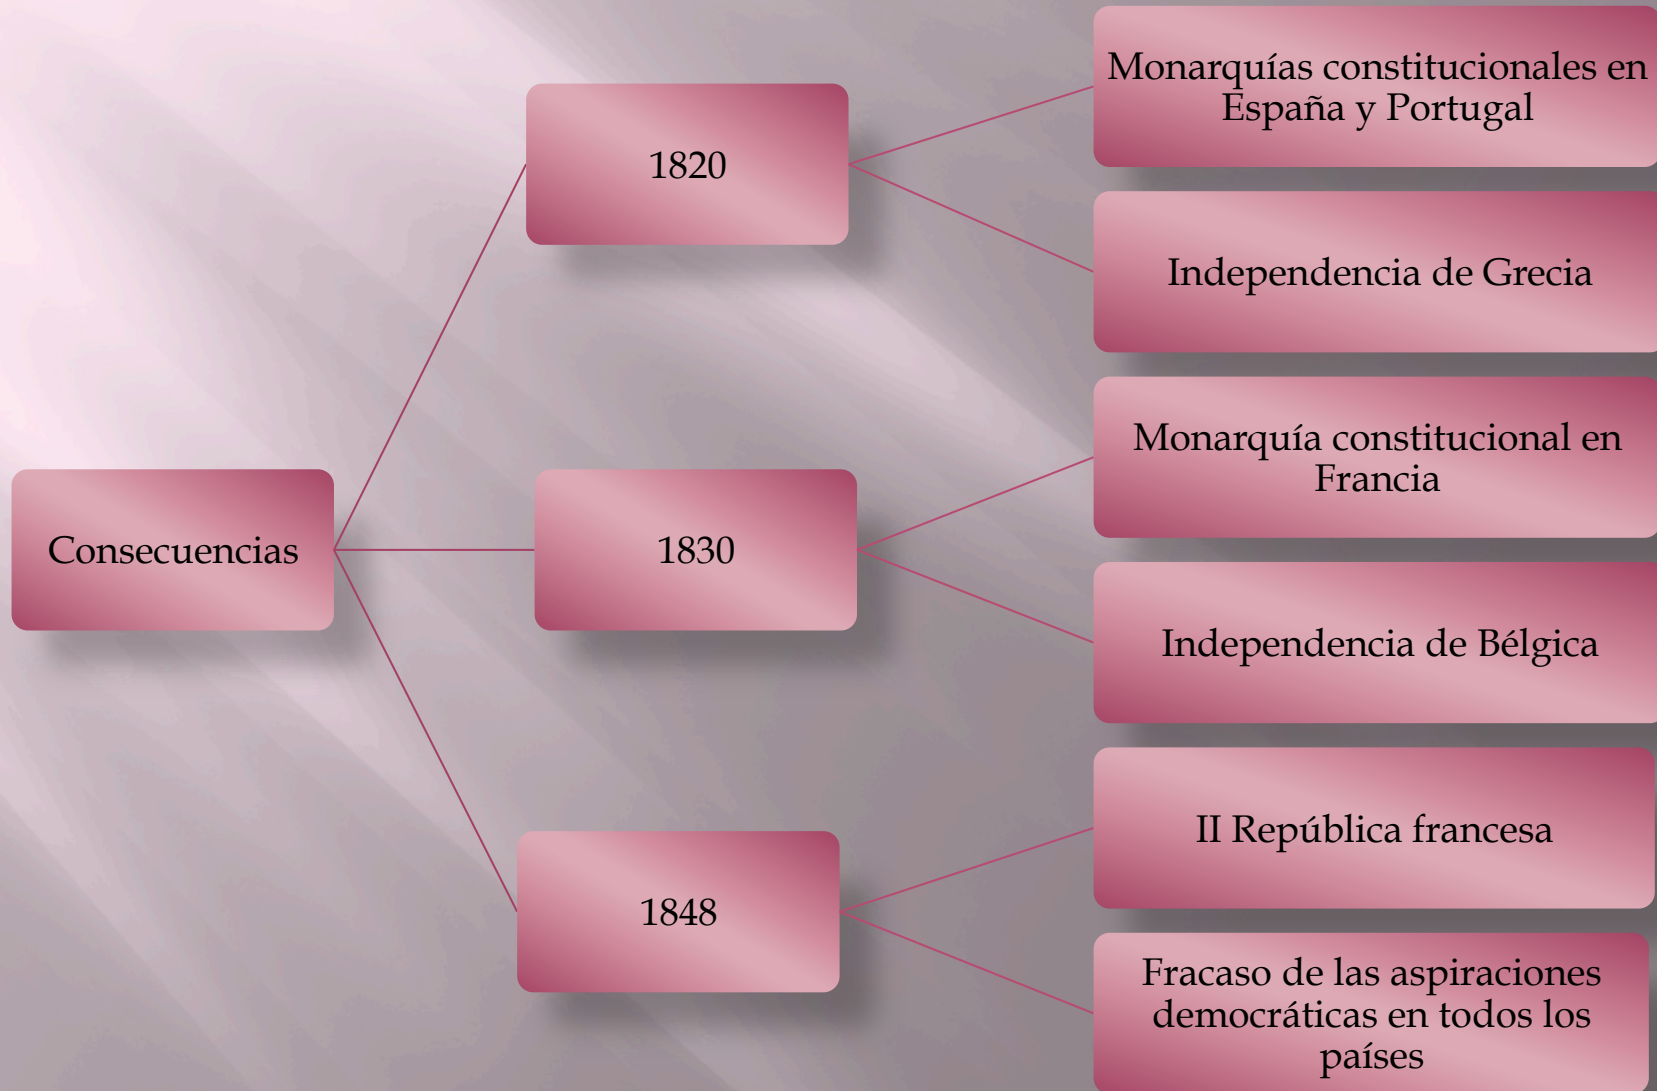 Consecuencias
1820
Monarquías constitucionales en
España y Portugal
Independencia de Grecia
1830
Monarquía constitucional en
Francia
Independencia de Bélgica
1848
II República francesa
Fracaso de las aspiraciones
democráticas en todos los
países